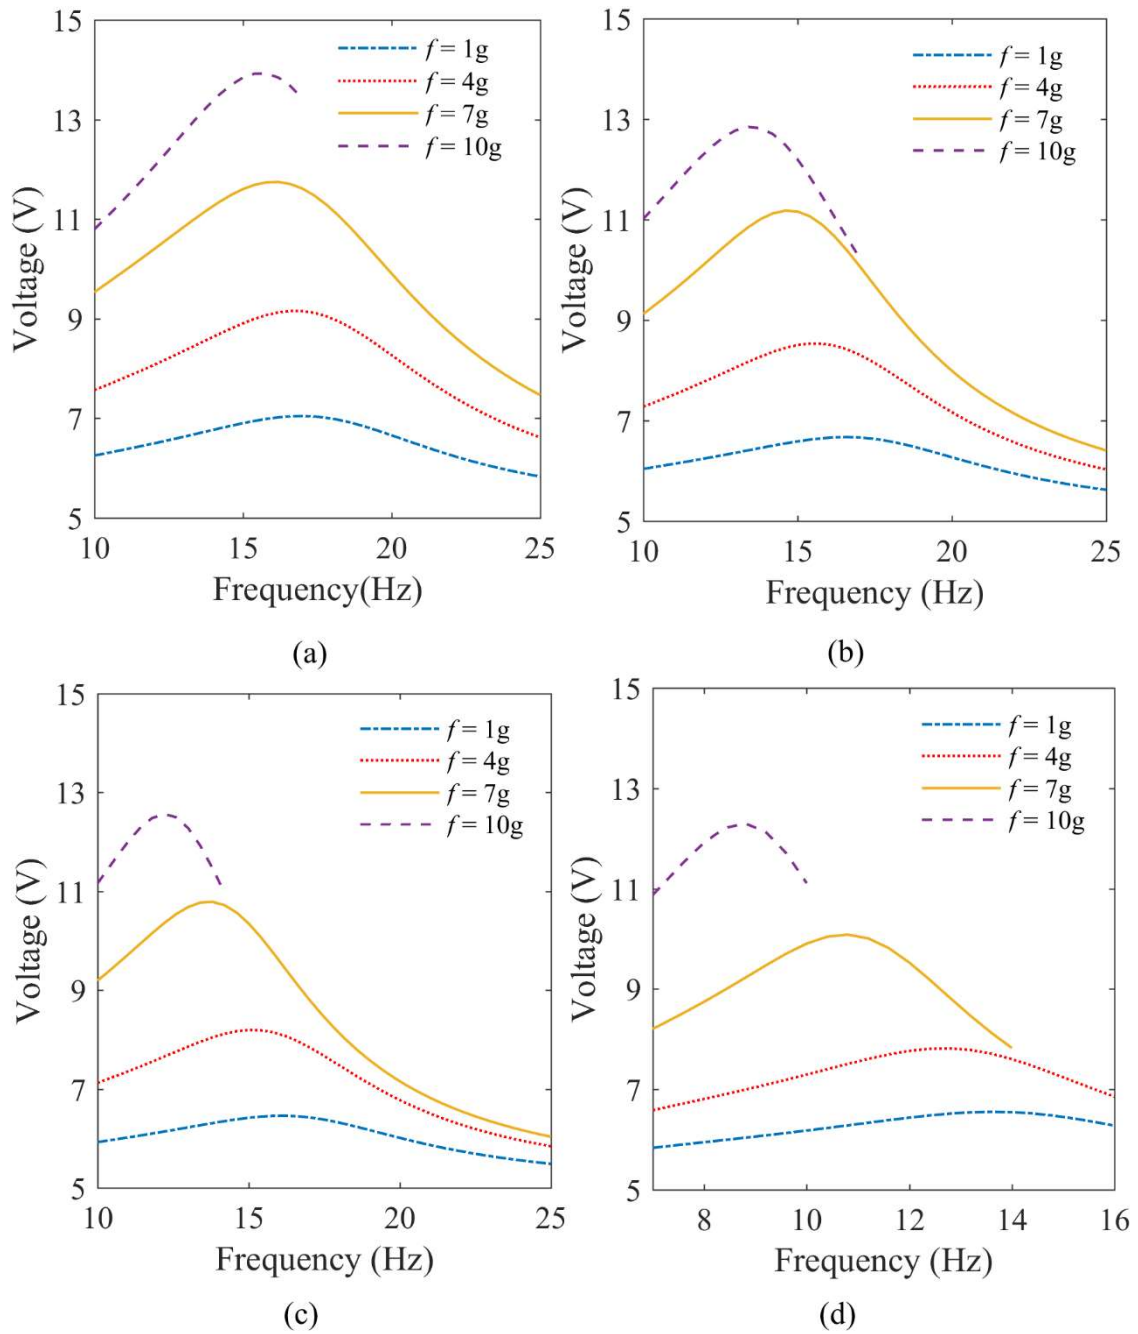 15
13
11
9
7
5
Voltage (V)
f = 1g
f = 4g
f = 7g
f = 10g
10 15 20 25
Frequency(Hz)
(a)
15
13
11
9
7
5
Voltage (V)
f = 1g
f = 4g
f = 7g
f = 10g
10 15 20 25
Frequency (Hz)
(b)
15
13
11
9
7
5
Voltage (V)
f = 1g
f = 4g
f = 7g
f = 10g
10 15 20 25
Frequency (Hz)
(c)
15
13
11
9
7
5
Voltage (V)
f = 1g
f = 4g
f = 7g
f = 10g
8 10 12 14 16
Frequency (Hz)
(d)